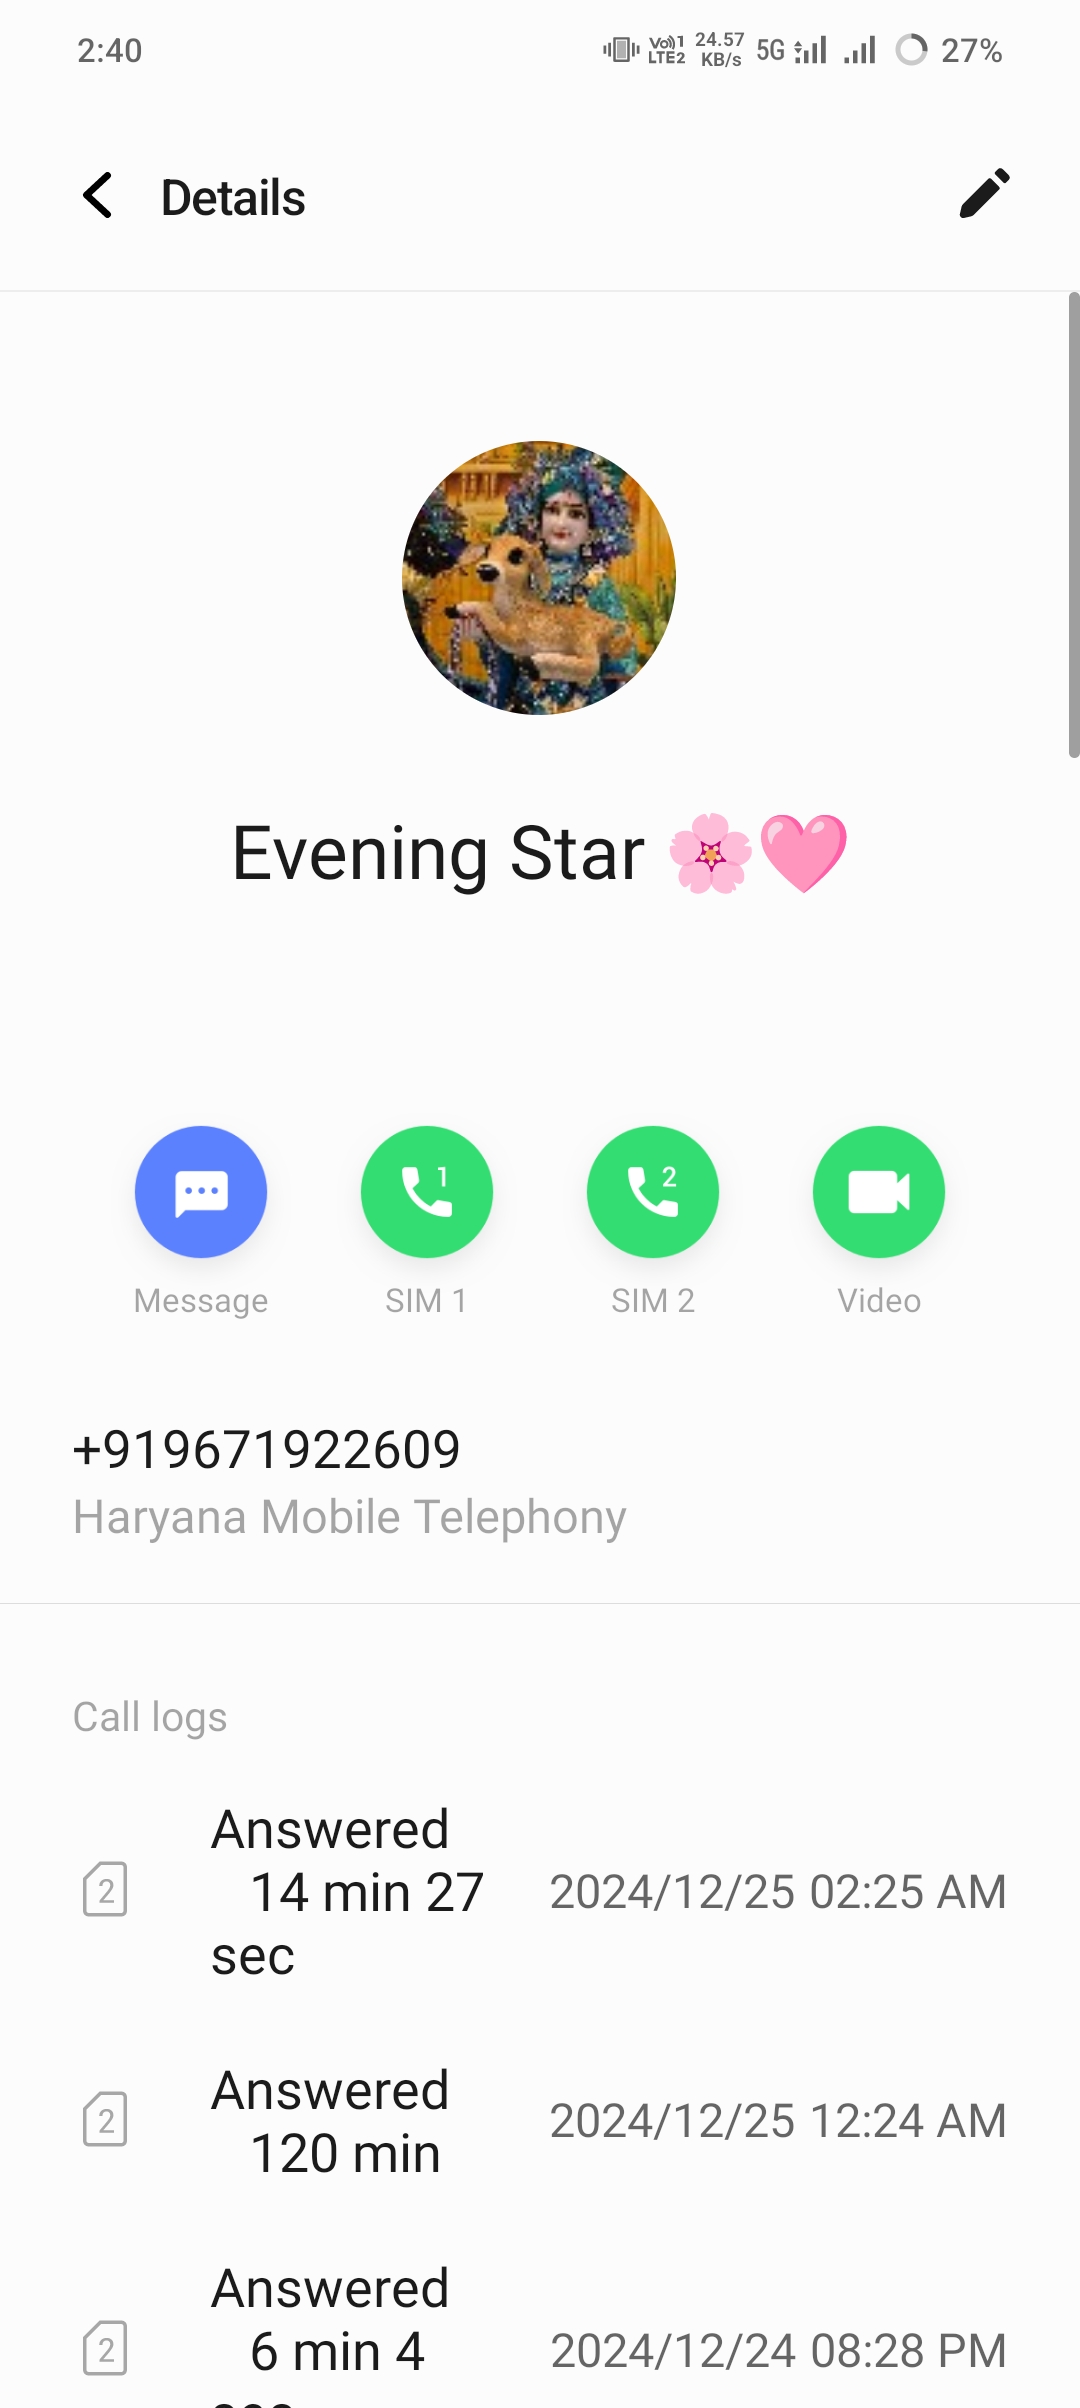 2:40
Vo))1 LTE2 24.57 KB/s 5G 27%
Details
Evening Star 🌸🩷
1
2
Message
SIM 1
SIM 2
Video
+919671922609
Haryana Mobile Telephony
Call logs
Answered
2 14 min 27 2024/12/25 02:25 AM
sec
Answered
2 120 min 2024/12/25 12:24 AM
Answered
2 6 min 4 2024/12/24 08:28 PM